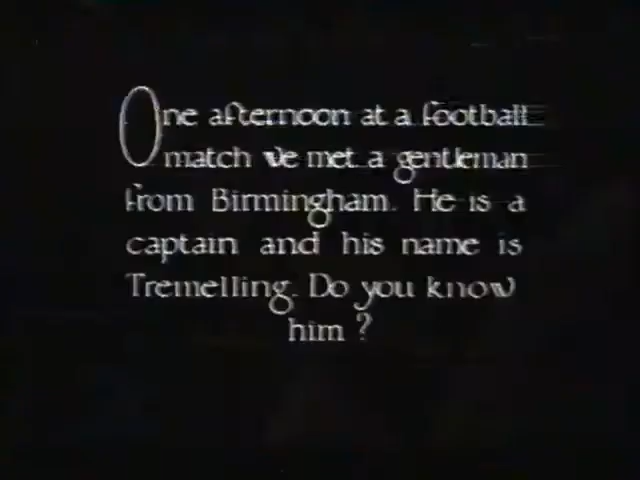 One afternoon at a football
match we met a gentleman
from Birmingham. He is a
captain and his name is
Tremelling. Do you know
him ?